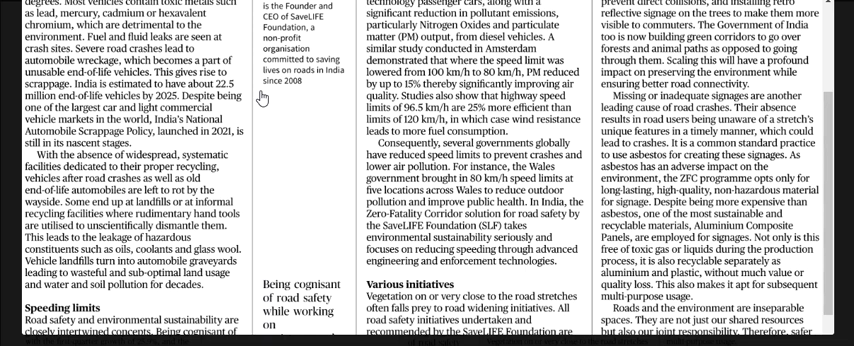 degrees. Most vehicles contain toxic metals such
as lead, mercury, cadmium or hexavalent
chromium, which are detrimental to the
environment. Fuel and fluid leaks are seen at
crash sites. Severe road crashes lead to
automobile wreckage, which becomes a part of
unusable end-of-life vehicles. This gives rise to
scrappage. India is estimated to have about 22.5
million end-of-life vehicles by 2025. Despite being
one of the largest car and light commercial
vehicle markets in the world, India's National
Automobile Scrappage Policy, launched in 2021, is
still in its nascent stages.
With the absence of widespread, systematic
facilities dedicated to their proper recycling,
vehicles after road crashes as well as old
end-of-life automobiles are left to rot by the
wayside. Some end up at landfills or at informal
recycling facilities where rudimentary hand tools
are utilised to unscientifically dismantle them.
This leads to the leakage of hazardous
constituents such as oils, coolants and glass wool.
Vehicle landfills turn into automobile graveyards
leading to wasteful and sub-optimal land usage
and water and soil pollution for decades.
Speeding limits
Road safety and environmental sustainability are
closely intertwined concepts. Being cognisant of
is the Founder and
CEO of SaveLIFE
Foundation, a
non-profit
organisation
committed to saving
lives on roads in India
since 2008
Being cognisant
of road safety
while working
on
technology passenger cars, along with a
significant reduction in pollutant emissions,
particularly Nitrogen Oxides and particulate
matter (PM) output, from diesel vehicles. A
similar study conducted in Amsterdam
demonstrated that where the speed limit was
lowered from 100 km/h to 80 km/h, PM reduced
by up to 15% thereby significantly improving air
quality. Studies also show that highway speed
limits of 96.5 km/h are 25% more efficient than
limits of 120 km/h, in which case wind resistance
leads to more fuel consumption.
Consequently, several governments globally
have reduced speed limits to prevent crashes and
lower air pollution. For instance, the Wales
government brought in 80 km/h speed limits at
five locations across Wales to reduce outdoor
pollution and improve public health. In India, the
Zero-Fatality Corridor solution for road safety by
the SaveLIFE Foundation (SLF) takes
environmental sustainability seriously and
focuses on reducing speeding through advanced
engineering and enforcement technologies.
Various initiatives
Vegetation on or very close to the road stretches
often falls prey to road widening initiatives. All
road safety initiatives undertaken and
recommended by the SaveLIFE Foundation are
prevent direct collisions, and installing retro
reflective signage on the trees to make them more
visible to commuters. The Government of India
too is now building green corridors to go over
forests and animal paths as opposed to going
through them. Scaling this will have a profound
impact on preserving the environment while
ensuring better road connectivity.
Missing or inadequate signages are another
leading cause of road crashes. Their absence
results in road users being unaware of a stretch's
unique features in a timely manner, which could
lead to crashes. It is a common standard practice
to use asbestos for creating these signages. As
asbestos has an adverse impact on the
environment, the ZFC programme opts only for
long-lasting, high-quality, non-hazardous material
for signage. Despite being more expensive than
asbestos, one of the most sustainable and
recyclable materials, Aluminium Composite
Panels, are employed for signages. Not only is this
free of toxic gas or liquids during the production
process, it is also recyclable separately as
aluminium and plastic, without much value or
quality loss. This also makes it apt for subsequent
multi-purpose usage.
Roads and the environment are inseparable
spaces. They are not just our shared resources
but also our joint responsibility. Therefore, safer